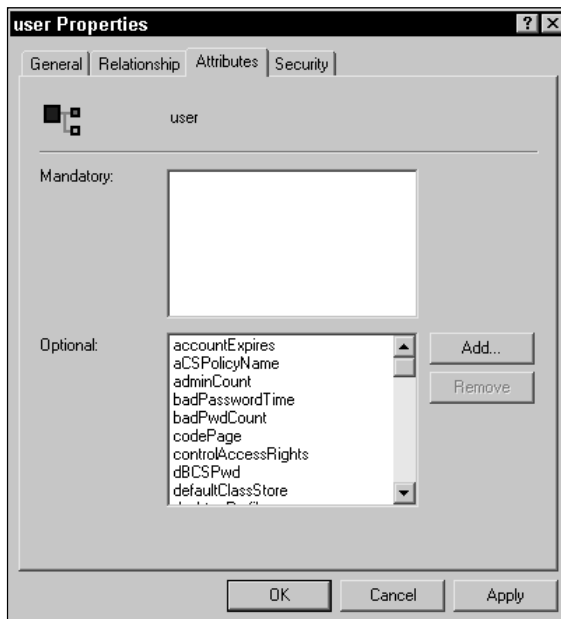 user Properties
General Relationship Attributes Security
user
Mandatory:
Optional:
accountExpires
aCSPolicyName
adminCount
badPasswordTime
badPwdCount
codePage
controlAccessRights
dBCSPwd
defaultClassStore
Add...
Remove
OK Cancel Apply